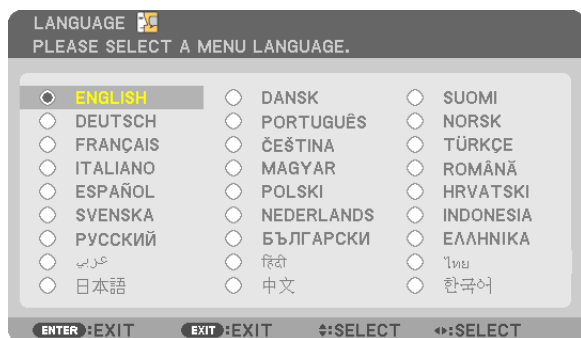 LANGUAGE
PLEASE SELECT A MENU LANGUAGE.
ENGLISH DANSK SUOMI
DEUTSCH PORTUGUÊS NORSK
FRANÇAIS ČEŠTINA TÜRKÇE
ITALIANO MAGYAR ROMÂNĂ
ESPAÑOL POLSKI HRVATSKI
SVENSKA NEDERLANDS INDONESIA
РУССКИЙ БЪЛГАРСКИ ΕΛΛΗΝΙΚΑ
عربي हिंदी ไทย
日本語 中文 한국어
ENTER:EXIT EXIT:EXIT :SELECT :SELECT